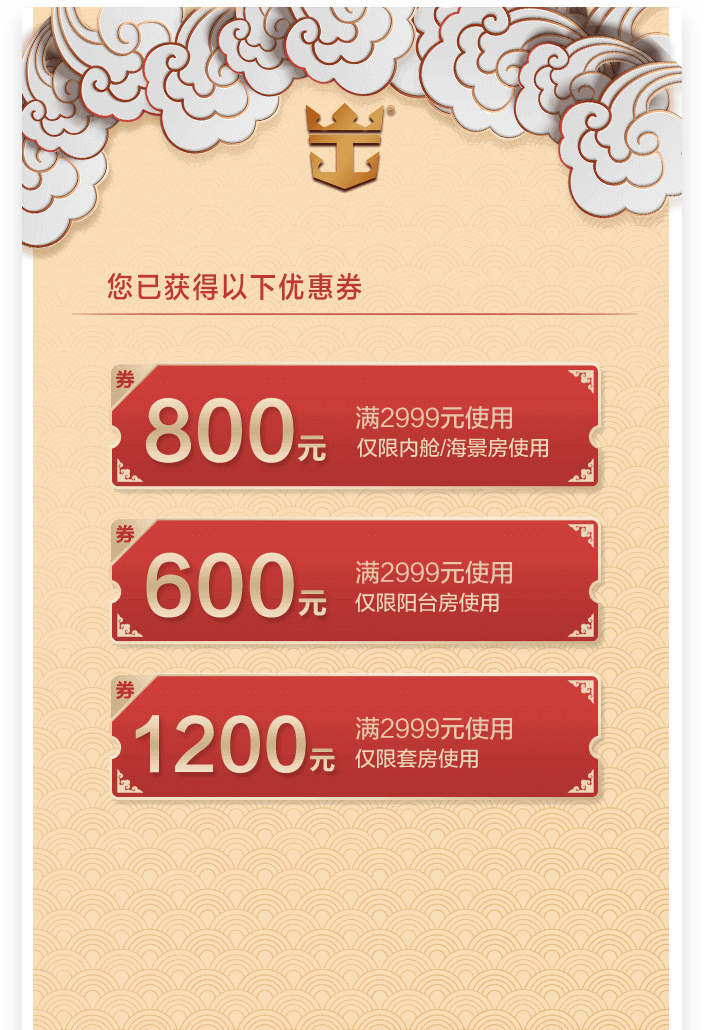 ®
您已获得以下优惠券
券
800元
满2999元使用
仅限内舱/海景房使用
券
600元
满2999元使用
仅限阳台房使用
券
1200元
满2999元使用
仅限套房使用